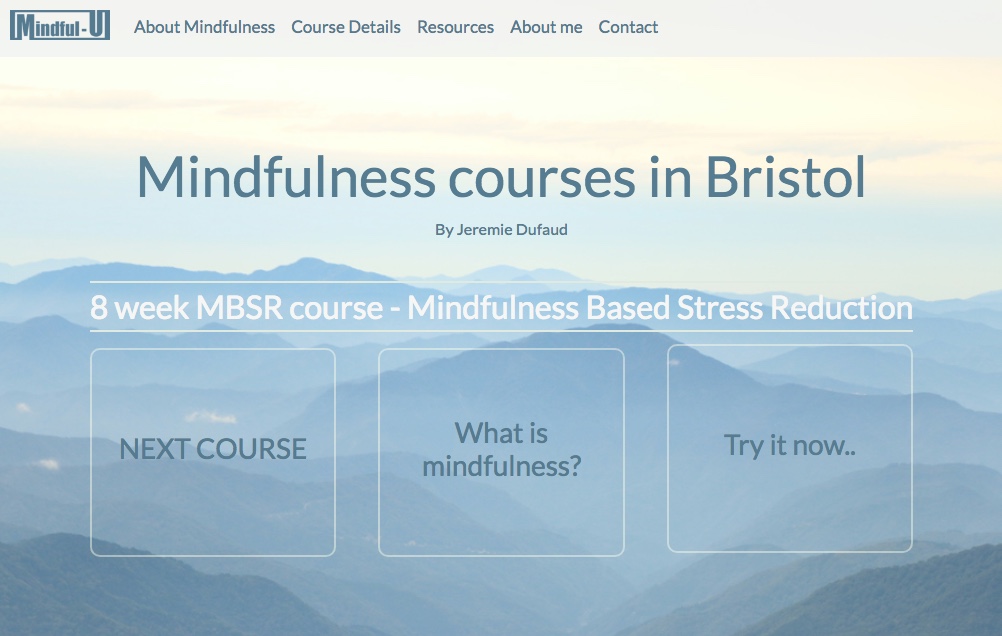 Mindful-U
About Mindfulness Course Details Resources About me Contact
Mindfulness courses in Bristol
By Jeremie Dufaud
8 week MBSR course - Mindfulness Based Stress Reduction
NEXT COURSE
What is
mindfulness?
Try it now..